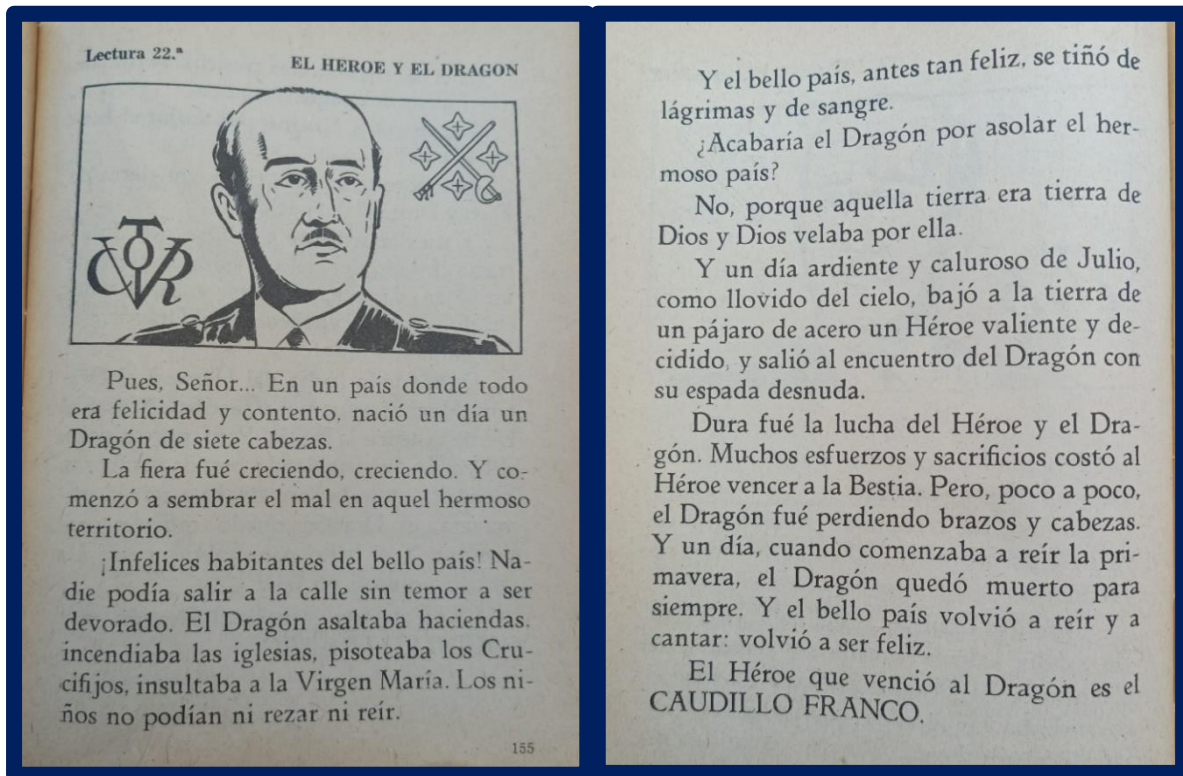 Lectura 22.ª
EL HEROE Y EL DRAGON
VCTOR
Pues, Señor... En un país donde todo
era felicidad y contento, nació un día un
Dragón de siete cabezas.
La fiera fué creciendo, creciendo. Y co-
menzó a sembrar el mal en aquel hermoso
territorio.
¡Infelices habitantes del bello país! Na-
die podía salir a la calle sin temor a ser
devorado. El Dragón asaltaba haciendas,
incendiaba las iglesias, pisoteaba los Cru-
cifijos, insultaba a la Virgen María. Los ni-
ños no podían ni rezar ni reír.
155
Y el bello país, antes tan feliz, se tiñó de
lágrimas y de sangre.
¿Acabaría el Dragón por asolar el her-
moso país?
No, porque aquella tierra era tierra de
Dios y Dios velaba por ella.
Y un día ardiente y caluroso de Julio,
como llovido del cielo, bajó a la tierra de
un pájaro de acero un Héroe valiente y de-
cidido, y salió al encuentro del Dragón con
su espada desnuda.
Dura fué la lucha del Héroe y el Dra-
gón. Muchos esfuerzos y sacrificios costó al
Héroe vencer a la Bestia. Pero, poco a poco,
el Dragón fué perdiendo brazos y cabezas.
Y un día, cuando comenzaba a reír la pri-
mavera, el Dragón quedó muerto para
siempre. Y el bello país volvió a reír y a
cantar: volvió a ser feliz.
El Héroe que venció al Dragón es el
CAUDILLO FRANCO.